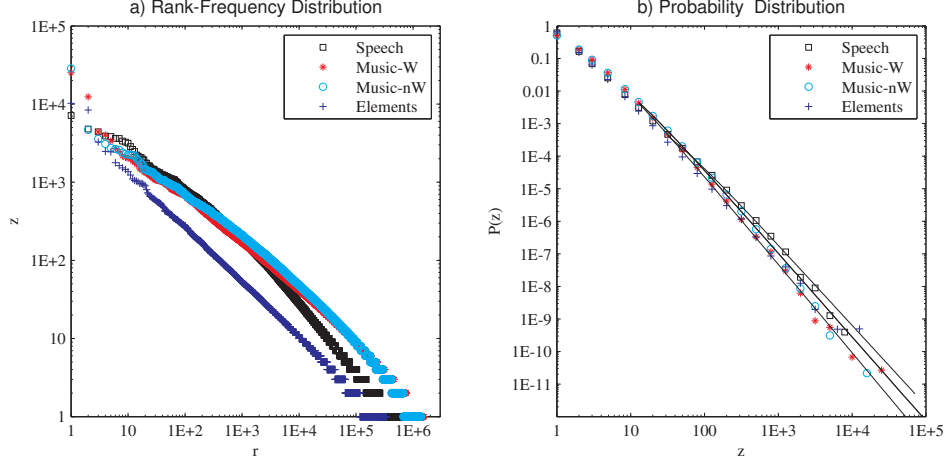 a) Rank-Frequency Distribution
1E+5
1E+4
1E+3
1E+2
10
1
z
1
10
1E+2
1E+3
1E+4
1E+5
1E+6
r
Speech
Music-W
Music-nW
Elements
b) Probability Distribution
1
0.1
0.01
1E-3
1E-4
1E-5
1E-6
1E-7
1E-8
1E-9
1E-10
1E-11
P(z)
1
10
100
1E+3
1E+4
1E+5
z
Speech
Music-W
Music-nW
Elements